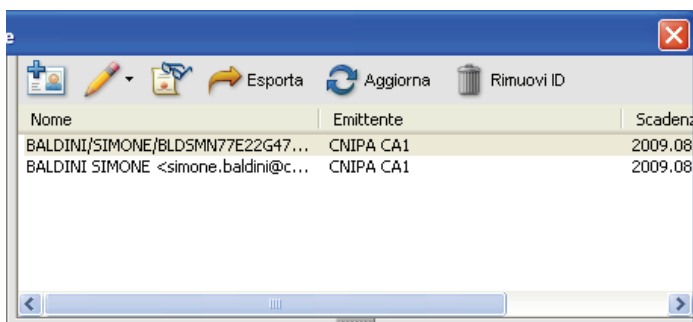 e
Esporta Aggiorna Rimuovi ID
Nome Emittente Scadenz
BALDINI/SIMONE/BLDSMN77E22G47... CNIPA CA1 2009.08
BALDINI SIMONE <simone.baldini@c... CNIPA CA1 2009.08